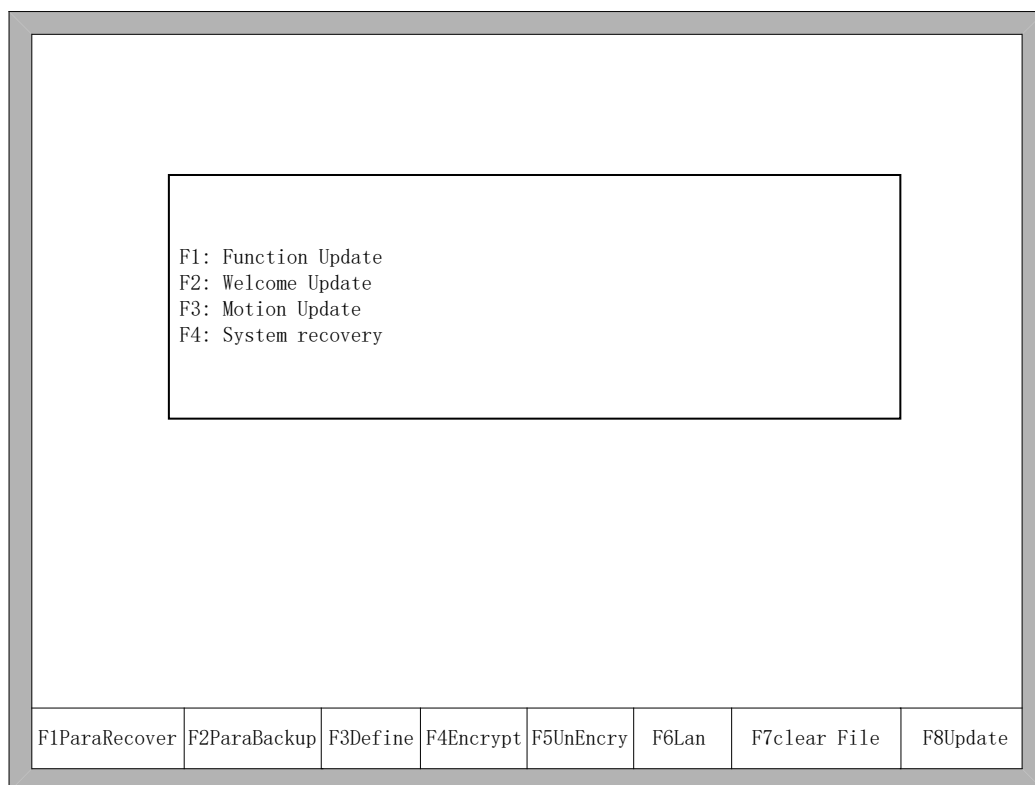 F1: Function Update
F2: Welcome Update
F3: Motion Update
F4: System recovery
F1ParaRecover F2ParaBackup F3Define F4Encrypt F5UnEncry F6Lan F7clear File F8Update